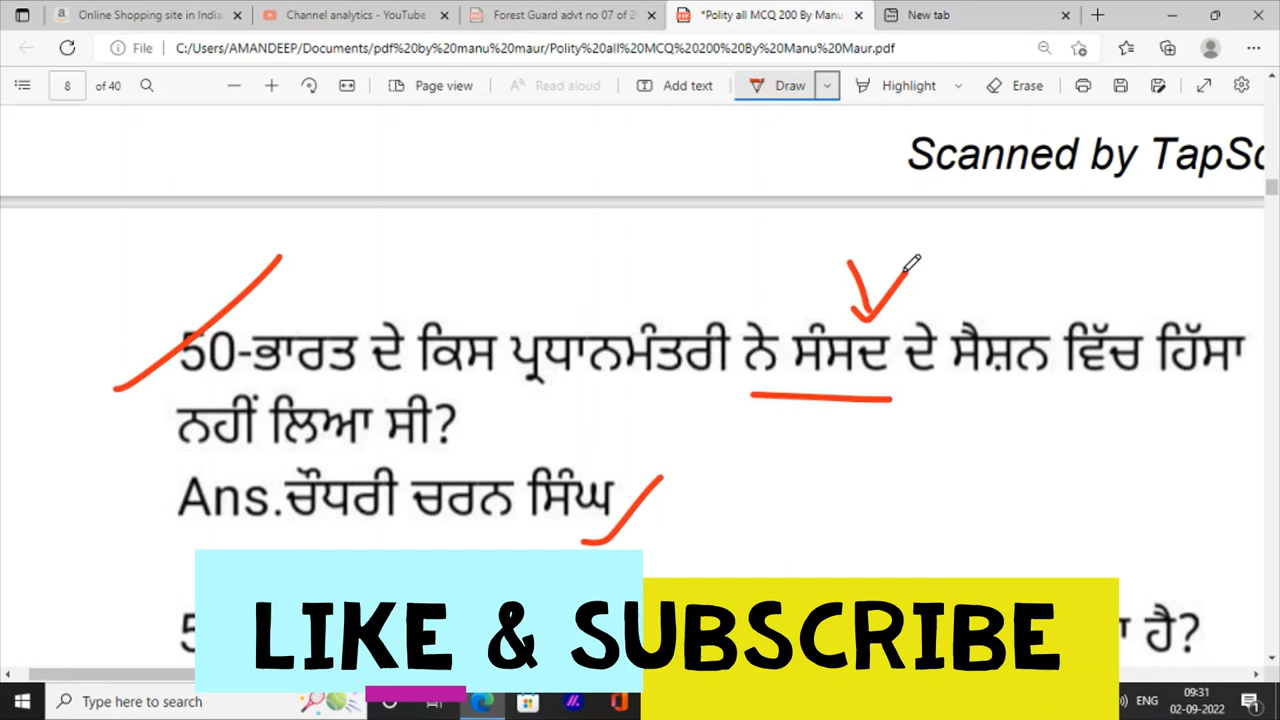 Online Shopping site in India
Channel analytics - YouTube
Forest Guard advt no 07 of 20
*Polity all MCQ 200 By Manu
New tab
File
C:/Users/AMANDEEP/Documents/pdf%20by%20manu%20maur/Polity%20all%20MCQ%20200%20By%20Manu%20Maur.pdf
8 of 40
Page view
Read aloud
Add text
Draw
Highlight
Erase
Scanned by TapSc
50-ਭਾਰਤ ਦੇ ਕਿਸ ਪ੍ਰਧਾਨਮੰਤਰੀ ਨੇ ਸੰਸਦ ਦੇ ਸੈਸ਼ਨ ਵਿੱਚ ਹਿੱਸਾ
ਨਹੀਂ ਲਿਆ ਸੀ?
Ans.ਚੌਧਰੀ ਚਰਨ ਸਿੰਘ
ਹੈ?
LIKE & SUBSCRIBE
Type here to search
ENG
09:31
02-09-2022
1